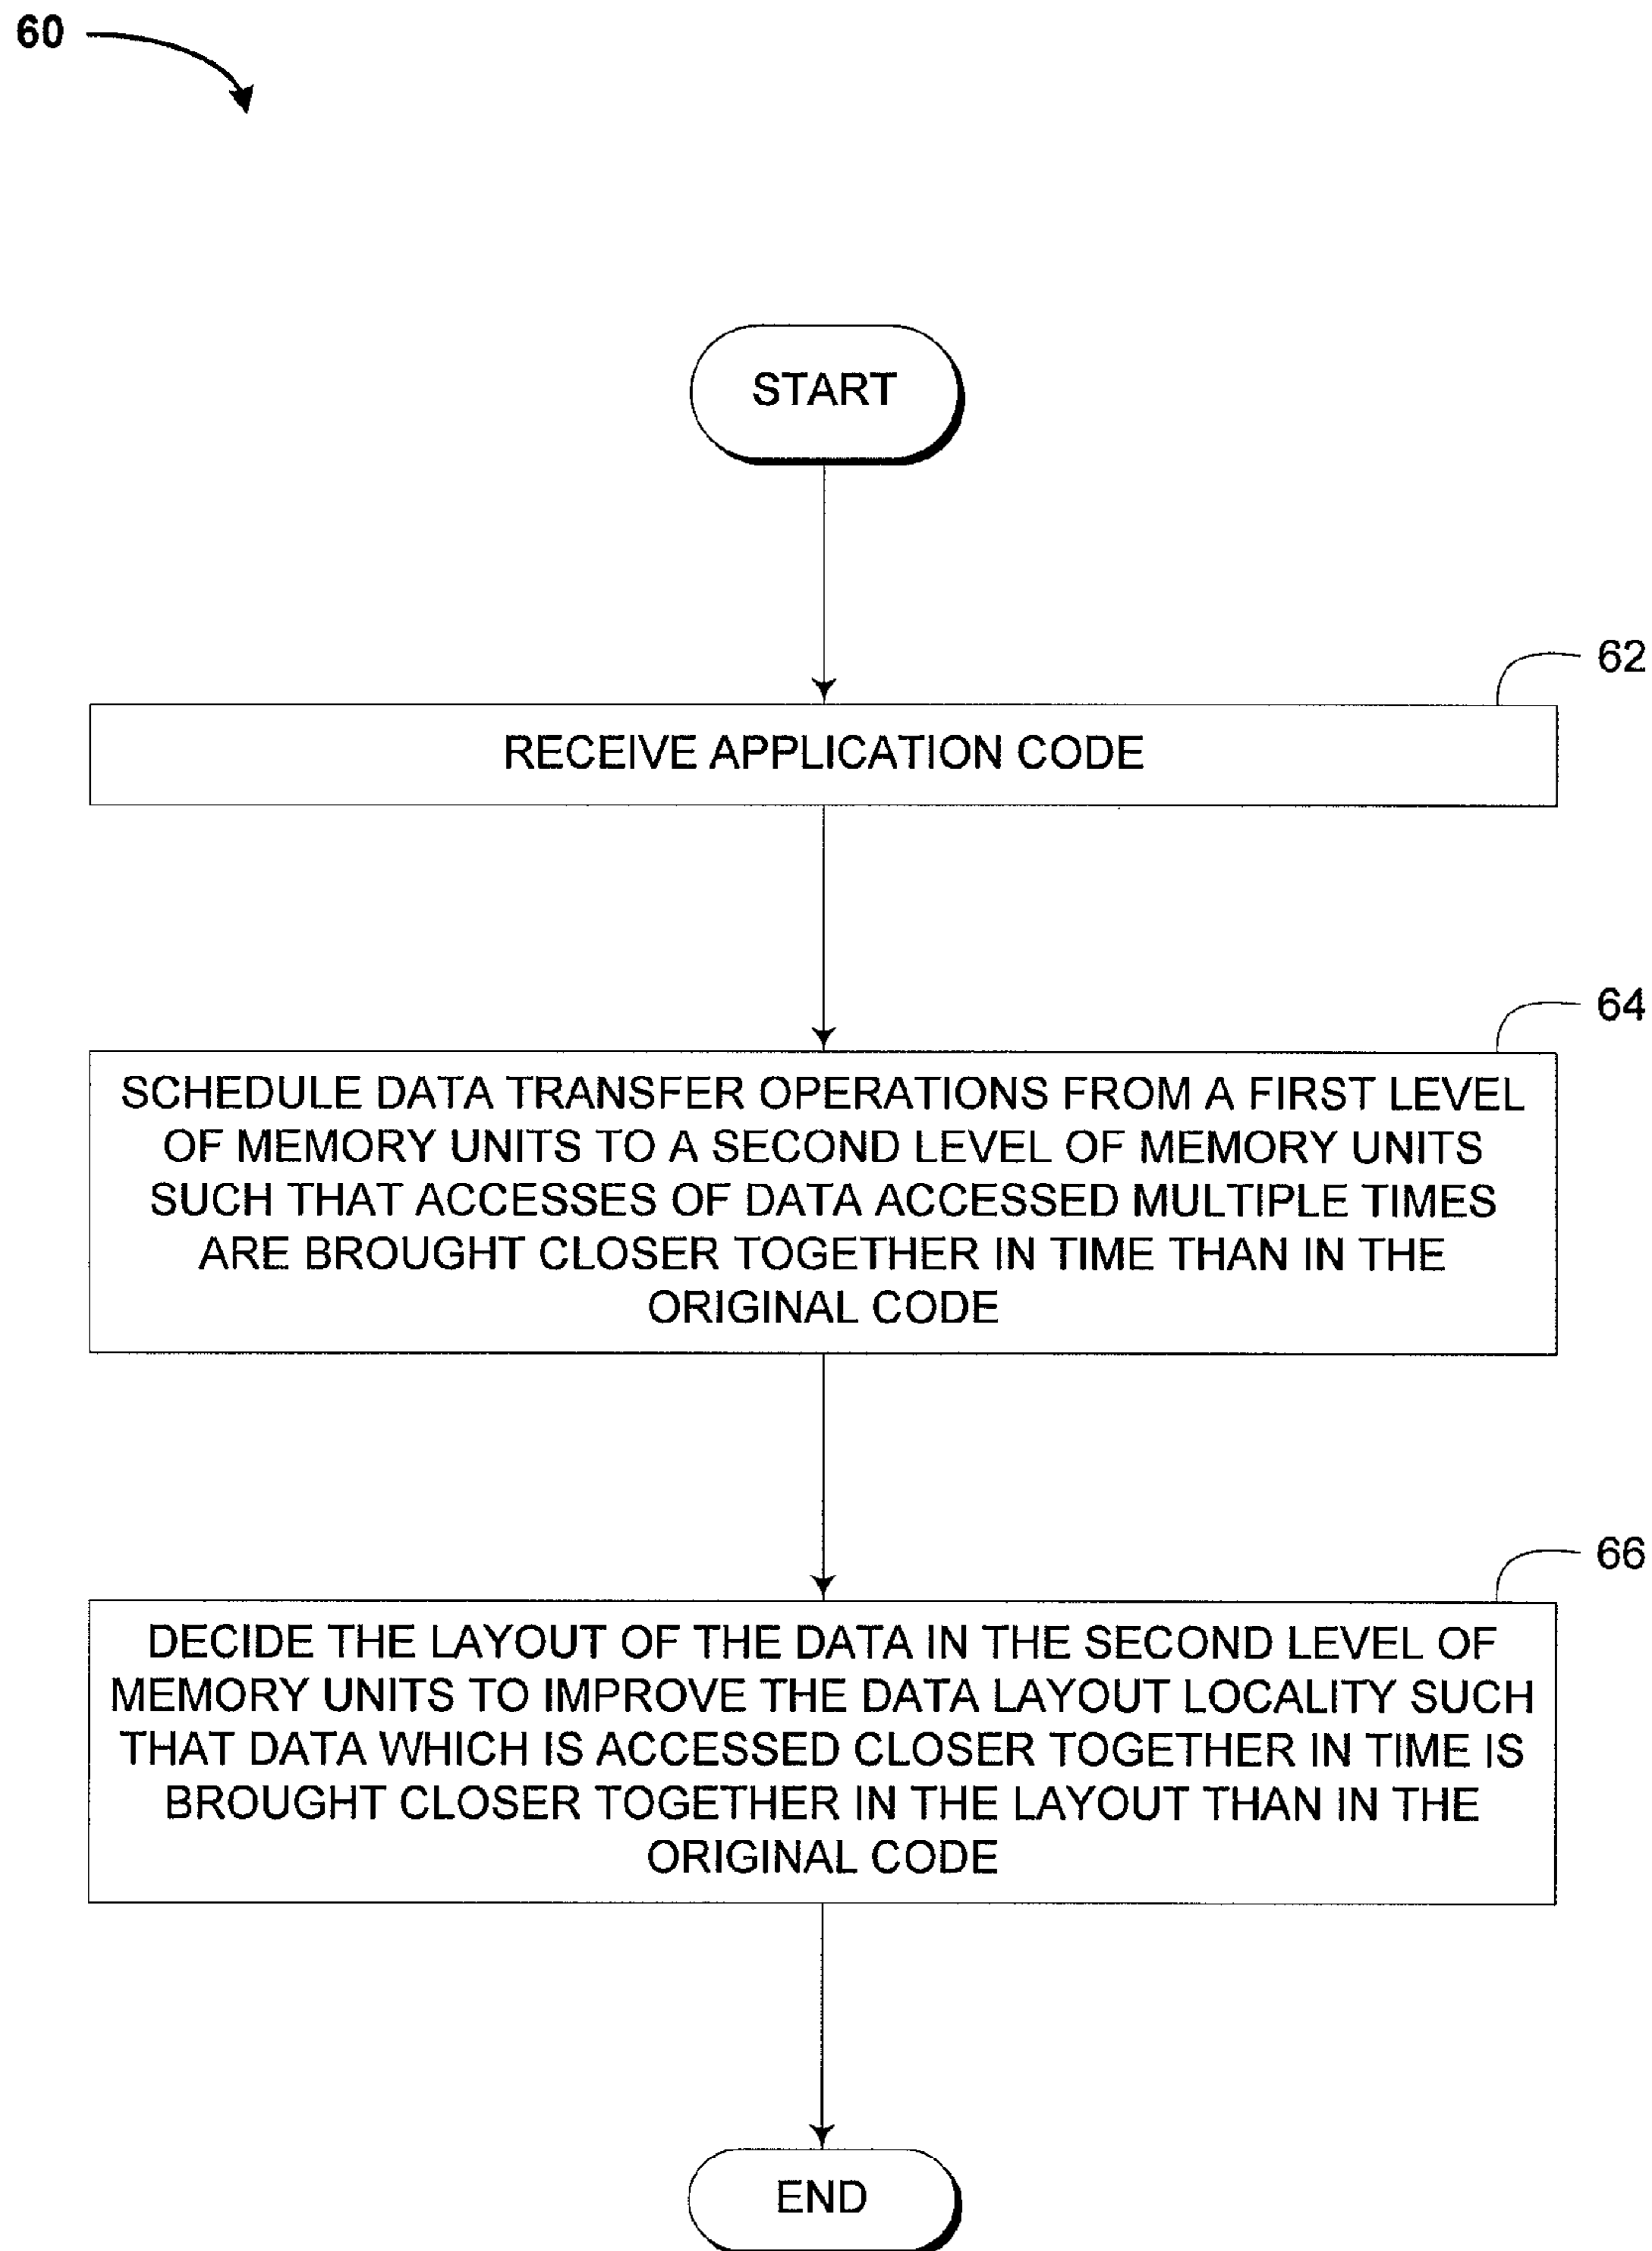 60
START
62
RECEIVE APPLICATION CODE
64
SCHEDULE DATA TRANSFER OPERATIONS FROM A FIRST LEVEL
OF MEMORY UNITS TO A SECOND LEVEL OF MEMORY UNITS
SUCH THAT ACCESSES OF DATA ACCESSED MULTIPLE TIMES
ARE BROUGHT CLOSER TOGETHER IN TIME THAN IN THE
ORIGINAL CODE
66
DECIDE THE LAYOUT OF THE DATA IN THE SECOND LEVEL OF
MEMORY UNITS TO IMPROVE THE DATA LAYOUT LOCALITY SUCH
THAT DATA WHICH IS ACCESSED CLOSER TOGETHER IN TIME IS
BROUGHT CLOSER TOGETHER IN THE LAYOUT THAN IN THE
ORIGINAL CODE
END